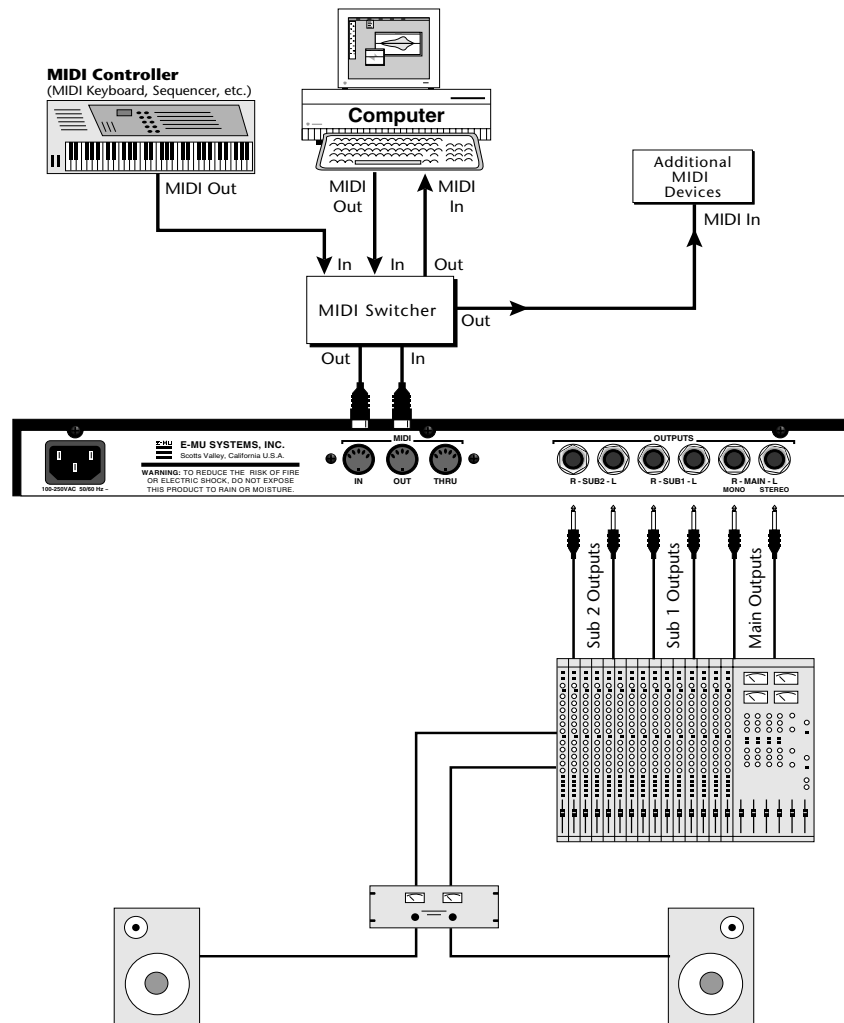 MIDI Controller
(MIDI Keyboard, Sequencer, etc.)
Computer
MIDI Out
MIDI
Out
MIDI
In
Additional
MIDI
Devices
MIDI In
In
In
Out
MIDI Switcher
Out
Out
In
E-MU
E-MU SYSTEMS, INC.
Scotts Valley, California U.S.A.
WARNING: TO REDUCE THE RISK OF FIRE
OR ELECTRIC SHOCK, DO NOT EXPOSE
THIS PRODUCT TO RAIN OR MOISTURE.
100-250VAC 50/60 Hz ~
MIDI
IN
OUT
THRU
OUTPUTS
R - SUB2 - L
R - SUB1 - L
R - MAIN - L
MONO
STEREO
Sub 2 Outputs
Sub 1 Outputs
Main Outputs